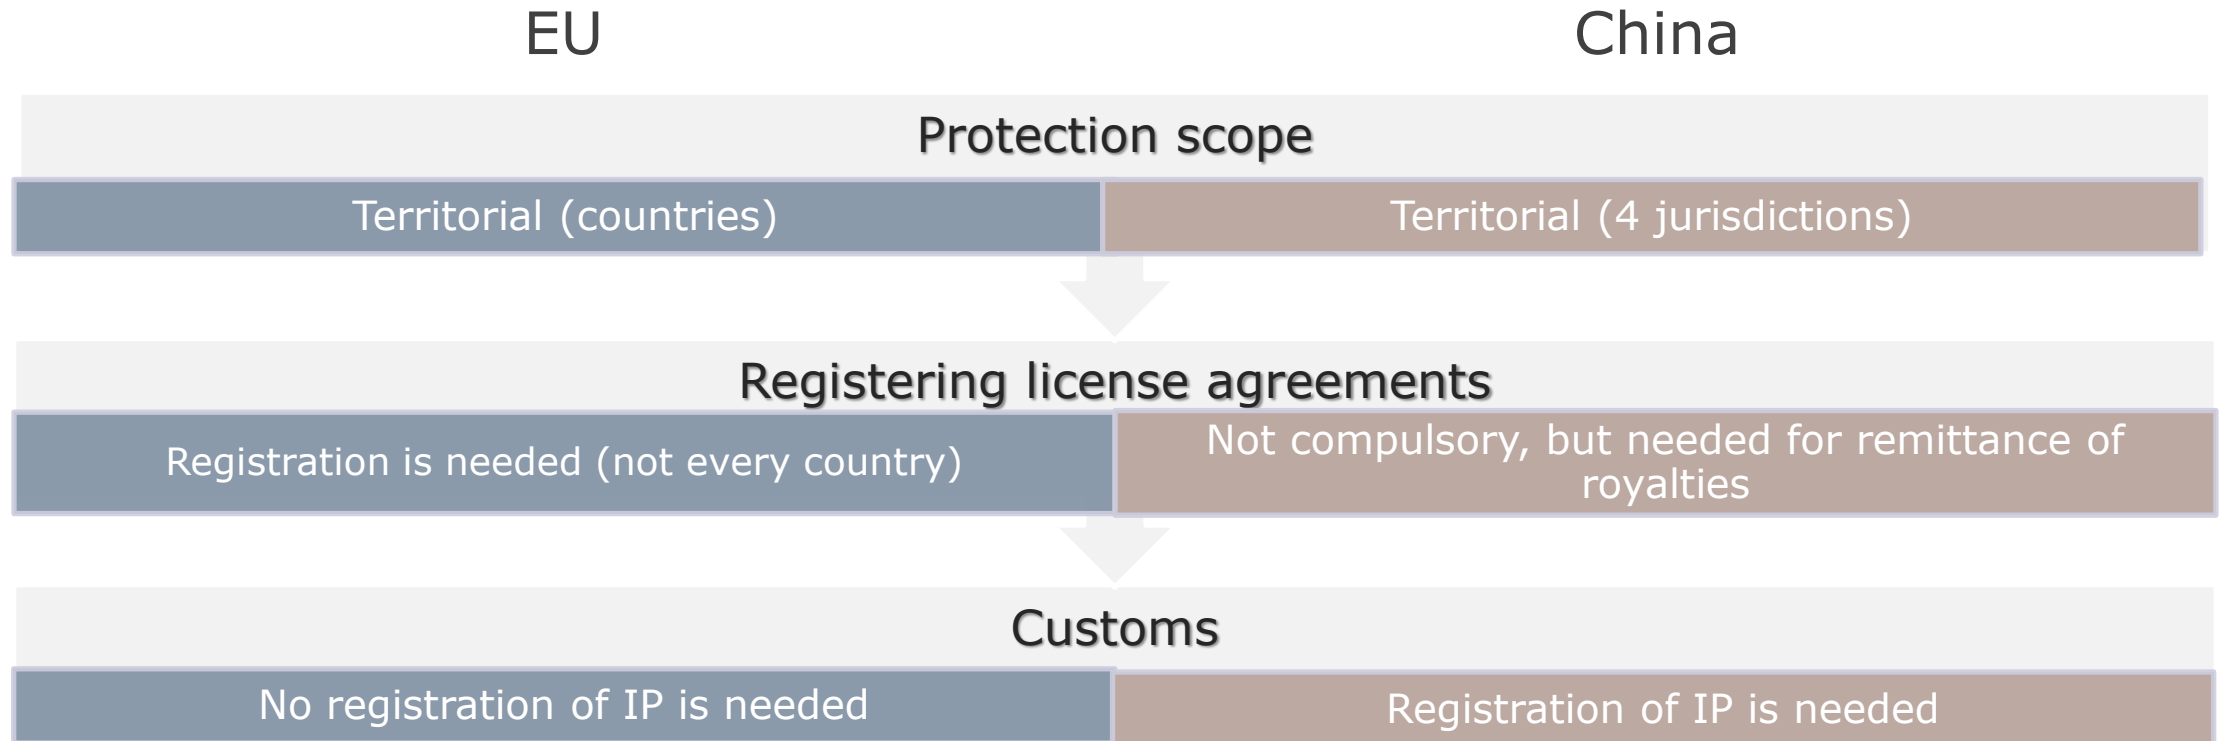 EU
China
Protection scope
Territorial (countries)
Territorial (4 jurisdictions)
Registering license agreements
Registration is needed (not every country)
Not compulsory, but needed for remittance of
royalties
Customs
No registration of IP is needed
Registration of IP is needed